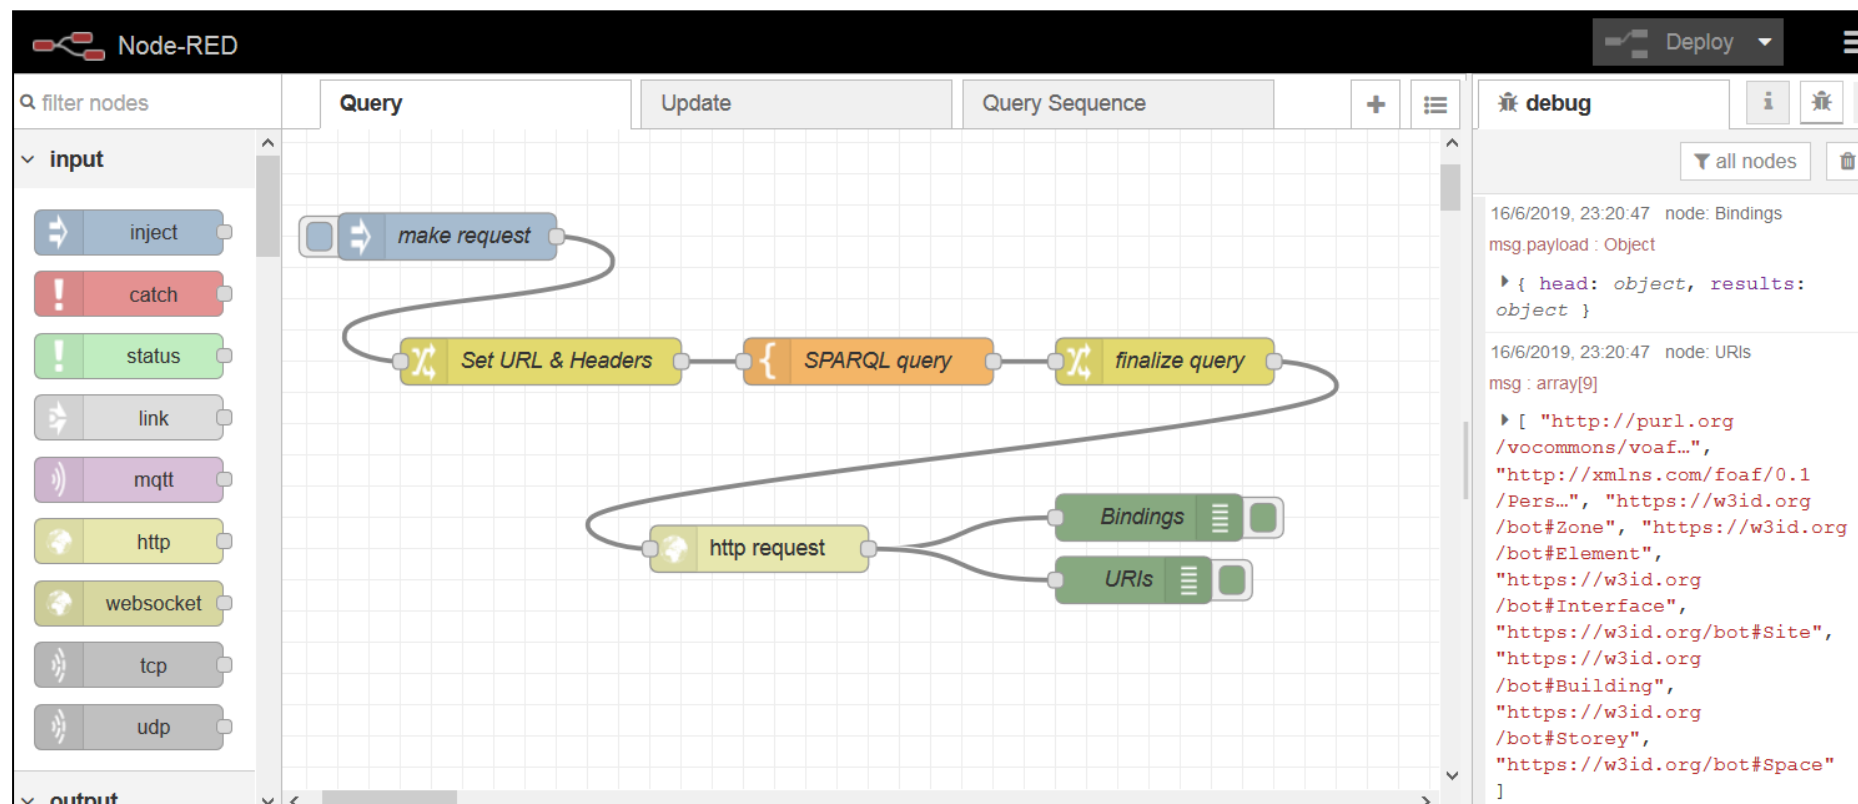 Node-RED
Deploy
filter nodes
Query
Update
Query Sequence
debug
input
all nodes
inject
catch
status
link
mqtt
http
websocket
tcp
udp
output
make request
Set URL & Headers
SPARQL query
finalize query
http request
Bindings
URIs
16/6/2019, 23:20:47 node: Bindings
msg.payload : Object
{ head: object, results:
object }
16/6/2019, 23:20:47 node: URIs
msg : array[9]
[ "http://purl.org
/vocommons/voaf…",
"http://xmlns.com/foaf/0.1
/Pers…", "https://w3id.org
/bot#Zone", "https://w3id.org
/bot#Element",
"https://w3id.org
/bot#Interface",
"https://w3id.org/bot#Site",
"https://w3id.org
/bot#Building",
"https://w3id.org
/bot#Storey",
"https://w3id.org/bot#Space"
]